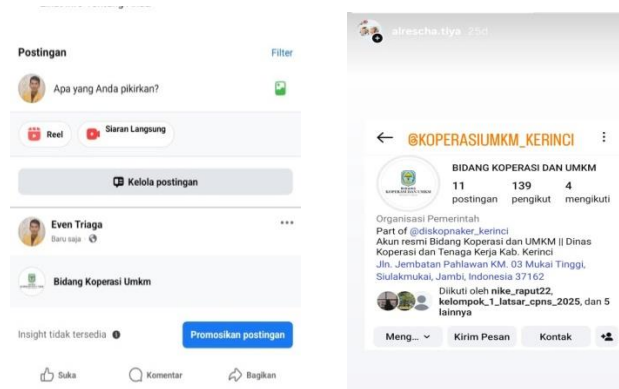 Postingan
Filter
Apa yang Anda pikirkan?
Reel
Siaran Langsung
Kelola postingan
Even Triaga
Baru saja
Bidang Koperasi Umkm
Insight tidak tersedia
Promosikan postingan
Suka
Komentar
Bagikan
alrescha.tiya 25d
@KOPERASIUMKM_KERINCI
BIDANG KOPERASI DAN UMKM
11 139 4
postingan pengikut mengikuti
Organisasi Pemerintah
Part of @diskopnaker_kerinci
Akun resmi Bidang Koperasi dan UMKM || Dinas
Koperasi dan Tenaga Kerja Kab. Kerinci
Jln. Jembatan Pahlawan KM. 03 Mukai Tinggi,
Siulakmukai, Jambi, Indonesia 37162
Diikuti oleh nike_raput22,
kelompok_1_latsar_cpns_2025, dan 5
lainnya
Meng...
Kirim Pesan
Kontak